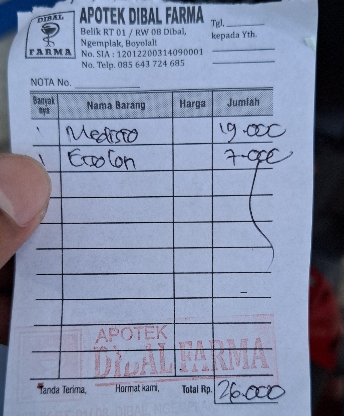 DIBAL
FARMA
APOTEK DIBAL FARMA
Belik RT 01 / RW 08 Dibal,
Ngemplak, Boyolali
No. SIA : 12012200314090001
No. Telp. 085 643 724 685
Tgl,
kepada Yth.
NOTA No.
Banyak nya Nama Barang Harga Jumlah
1 19.000
1 7.000
APOTEK
DIBAL FARMA
Tanda Terima, Hormat kami, Total Rp. 26.000